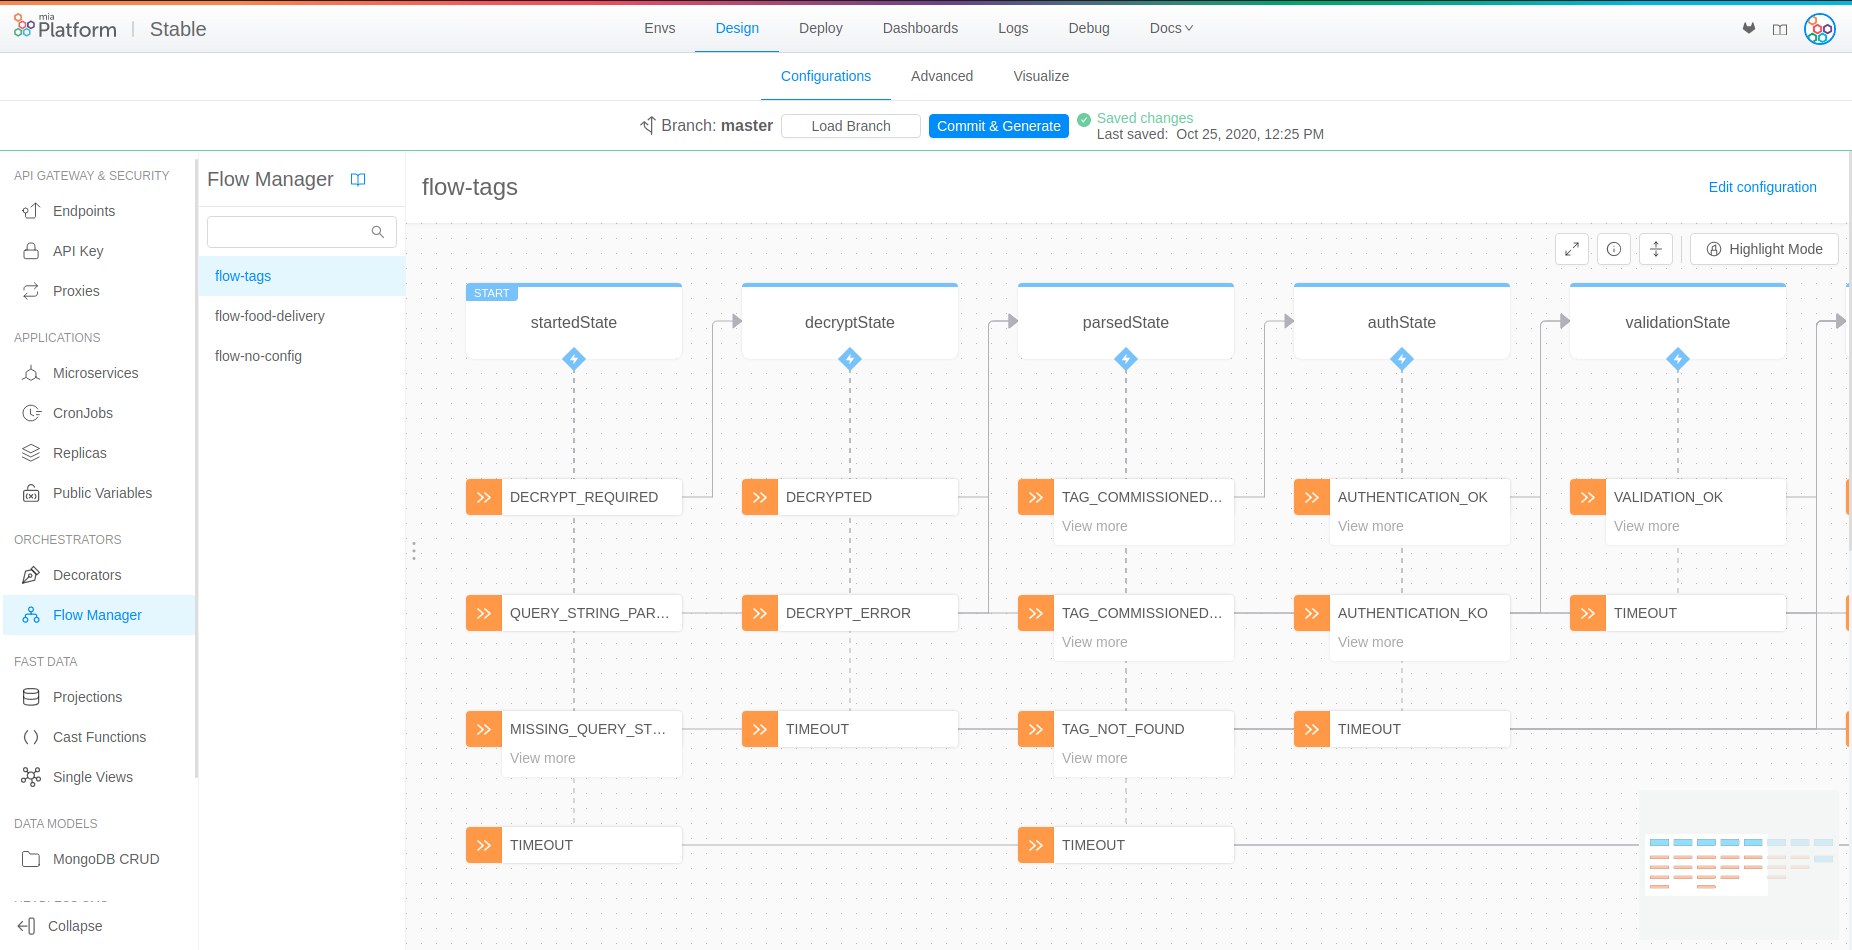 mia
Platform
Stable
Envs
Design
Deploy
Dashboards
Logs
Debug
Docs
Configurations
Advanced
Visualize
Branch: master
Load Branch
Commit & Generate
Saved changes
Last saved: Oct 25, 2020, 12:25 PM
API GATEWAY & SECURITY
Endpoints
API Key
Proxies
APPLICATIONS
Microservices
CronJobs
Replicas
Public Variables
ORCHESTRATORS
Decorators
Flow Manager
FAST DATA
Projections
Cast Functions
Single Views
DATA MODELS
MongoDB CRUD
Collapse
Flow Manager
flow-tags
flow-food-delivery
flow-no-config
flow-tags
Edit configuration
Highlight Mode
START
startedState
decryptState
parsedState
authState
validationState
DECRYPT_REQUIRED
DECRYPTED
TAG_COMMISSIONED...
View more
AUTHENTICATION_OK
View more
VALIDATION_OK
View more
QUERY_STRING_PAR...
DECRYPT_ERROR
TAG_COMMISSIONED...
View more
AUTHENTICATION_KO
View more
TIMEOUT
MISSING_QUERY_ST...
View more
TIMEOUT
TAG_NOT_FOUND
View more
TIMEOUT
TIMEOUT
TIMEOUT